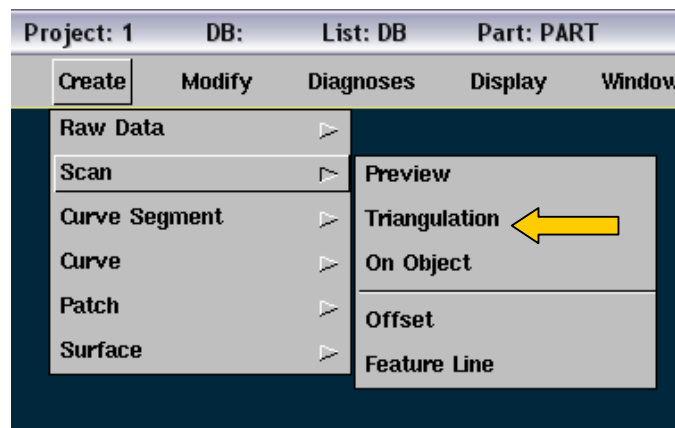 Project: 1 DB: List: DB Part: PART
Create Modify Diagnoses Display Window
Raw Data
Scan
Curve Segment
Curve
Patch
Surface
Preview
Triangulation
On Object
Offset
Feature Line